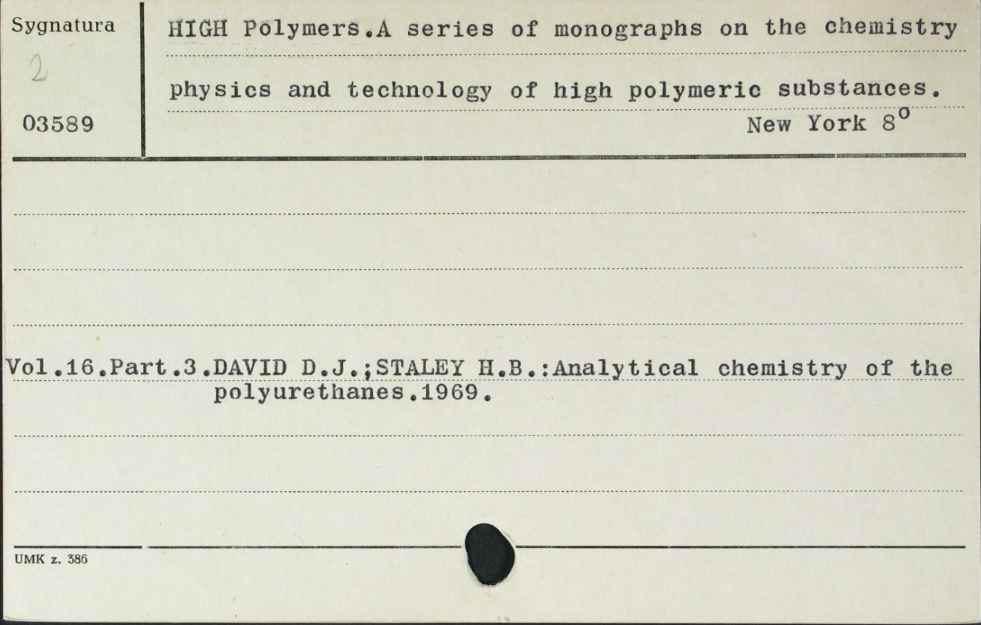 Sygnatura
2
03589
HIGH Polymers.A series of monographs on the chemistry
physics and technology of high polymeric substances.
New York 8°
Vol.16.Part.3.DAVID D.J.;STALEY H.B.:Analytical chemistry of the
polyurethanes.1969.
UMK z. 386